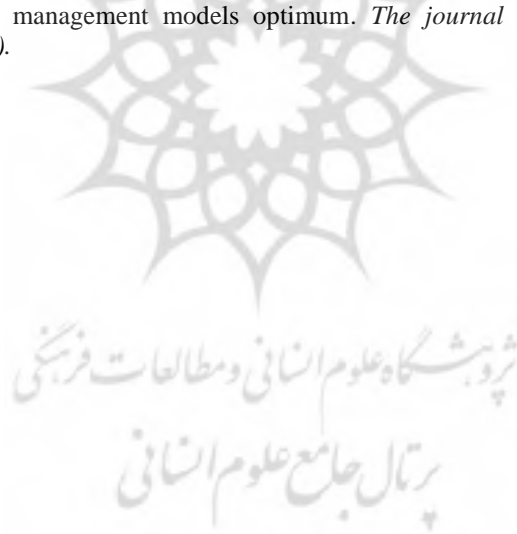 management models optimum. The journal
).
پژوهشگاه علوم انسانی و مطالعات فرهنگی
پرتال جامع علوم انسانی